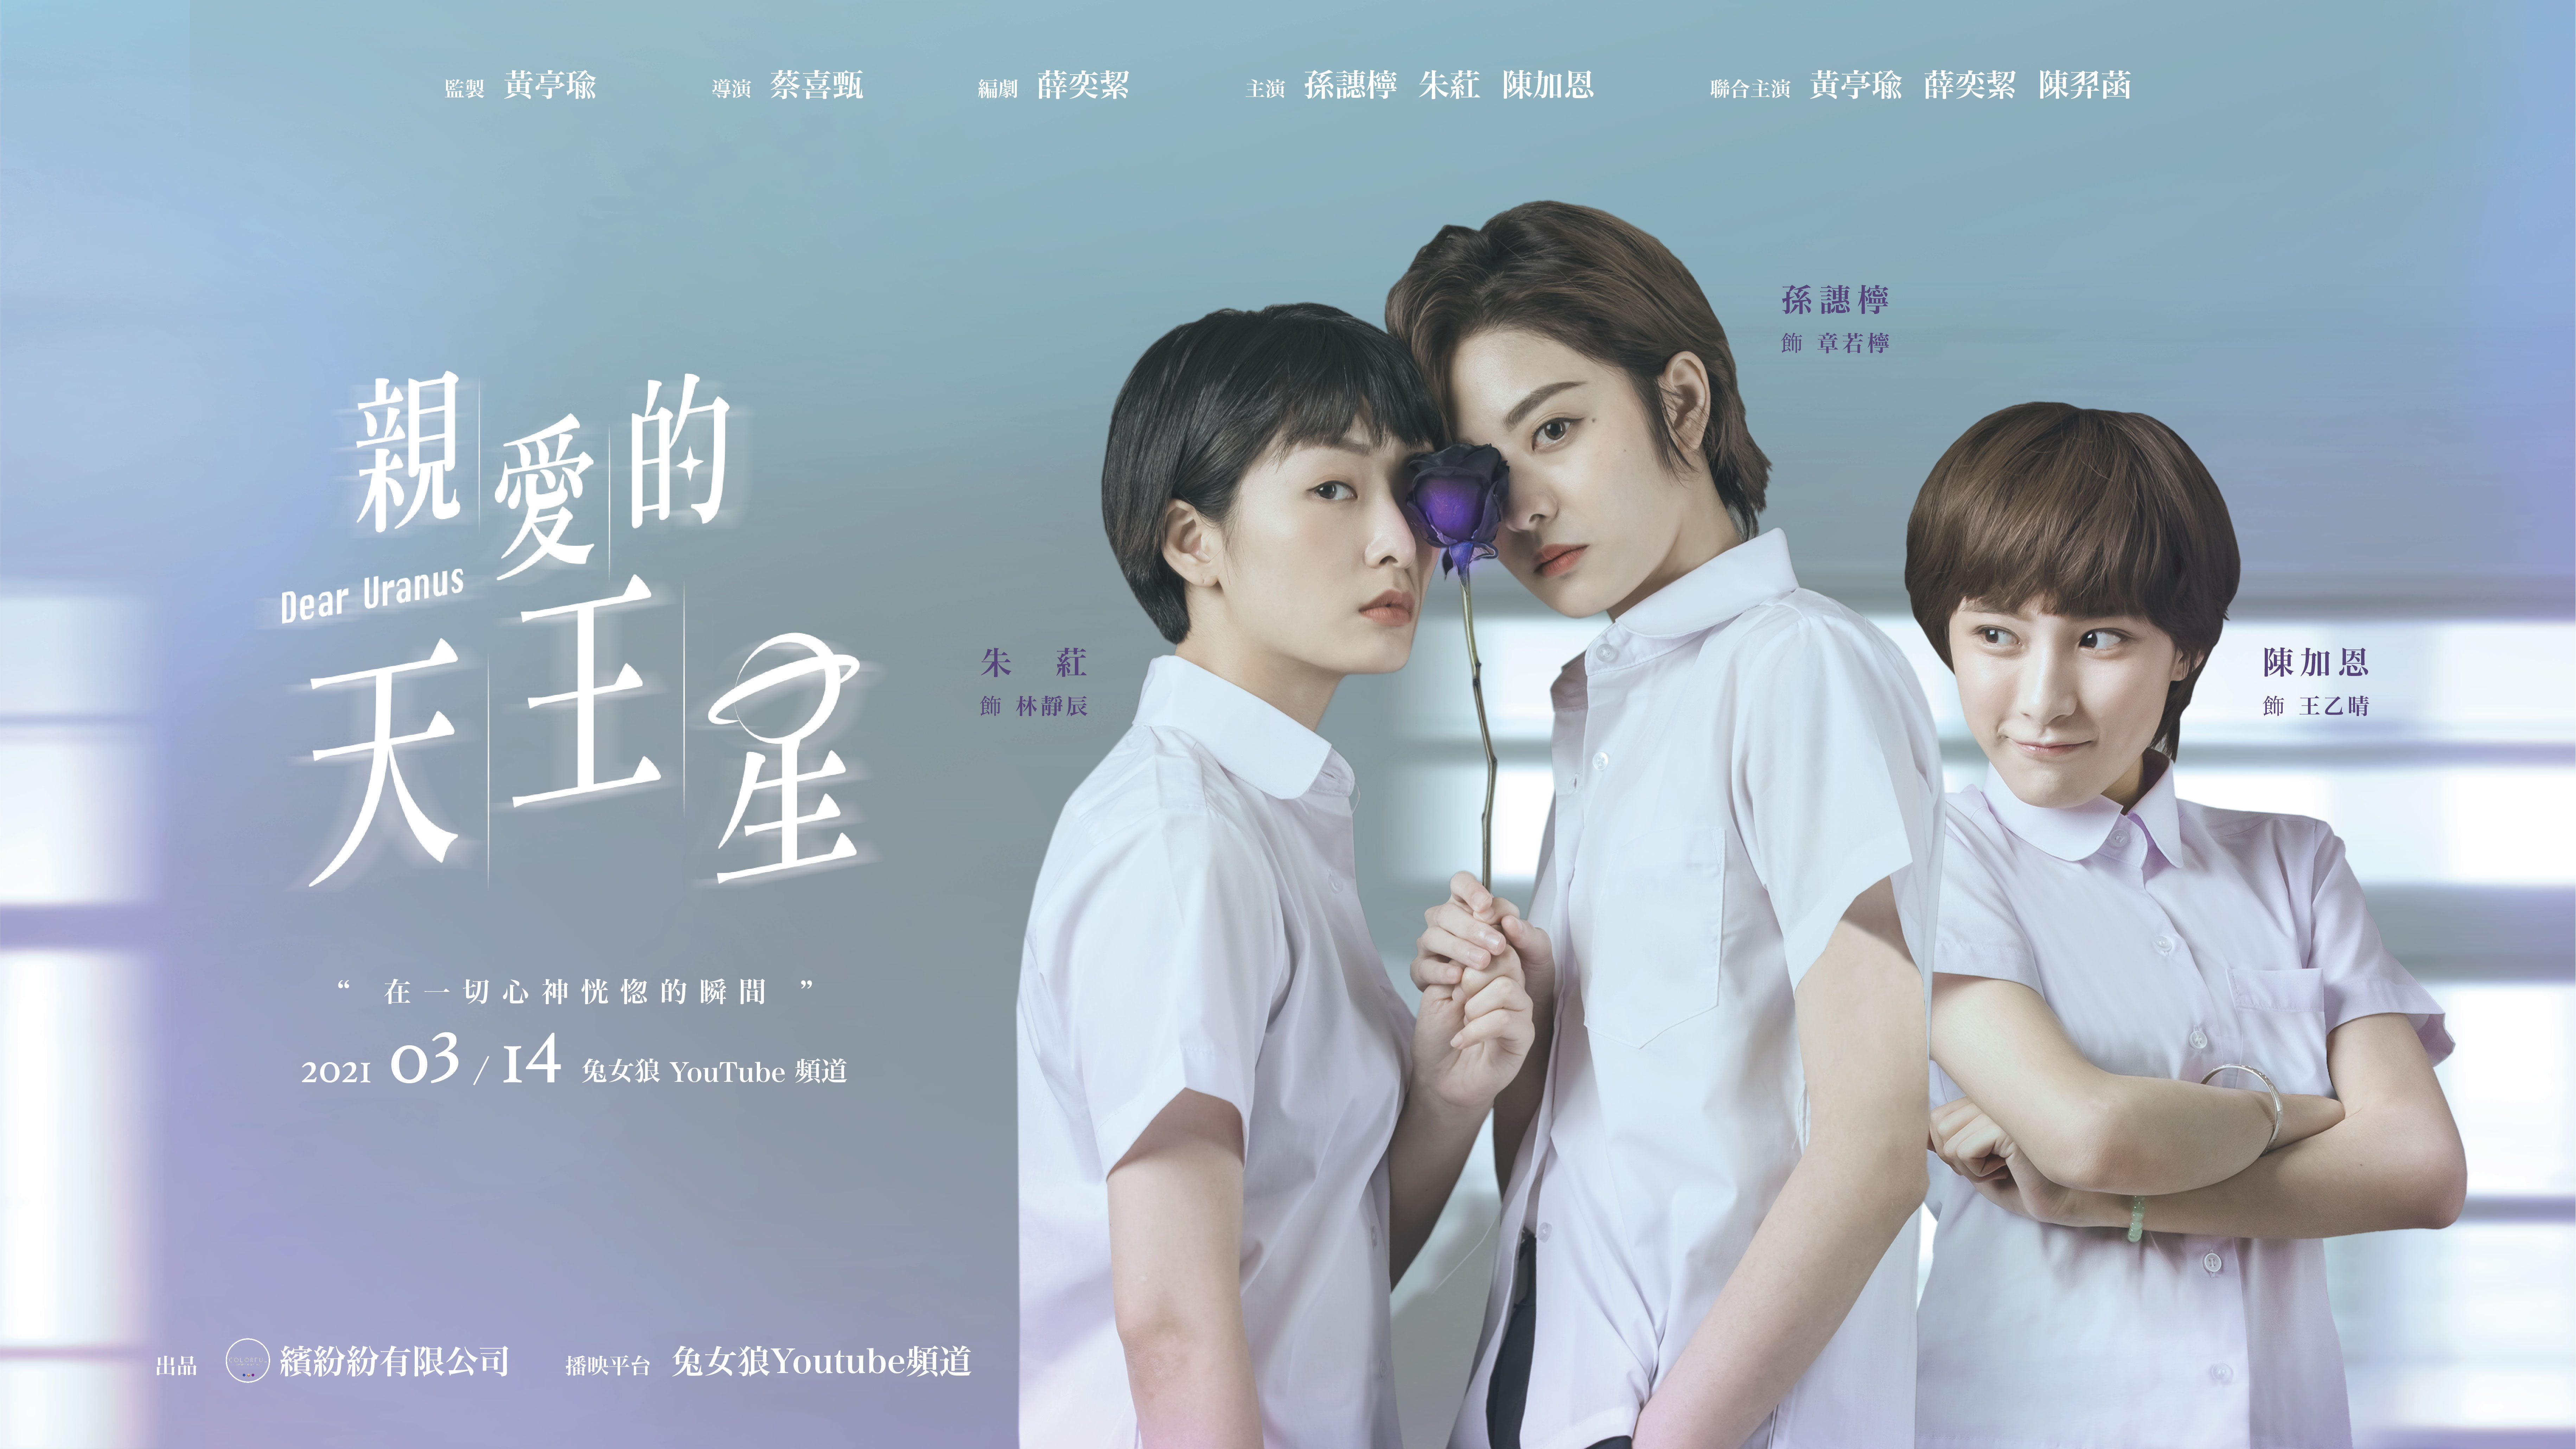 監製 黃亭瑜 導演 蔡喜甄 編劇 薛奕絜 主演 孫譓檸 朱葒 陳加恩 聯合主演 黃亭瑜 薛奕絜 陳羿菡
孫譓檸
飾 章若檸
親愛的
Dear Uranus
天王星
朱 葒
飾 林靜辰
陳加恩
飾 王乙晴
“ 在一切心神恍惚的瞬間 ”
2021 03/14 兔女狼 YouTube 頻道
出品 繽紛紛有限公司 播映平台 兔女狼Youtube頻道